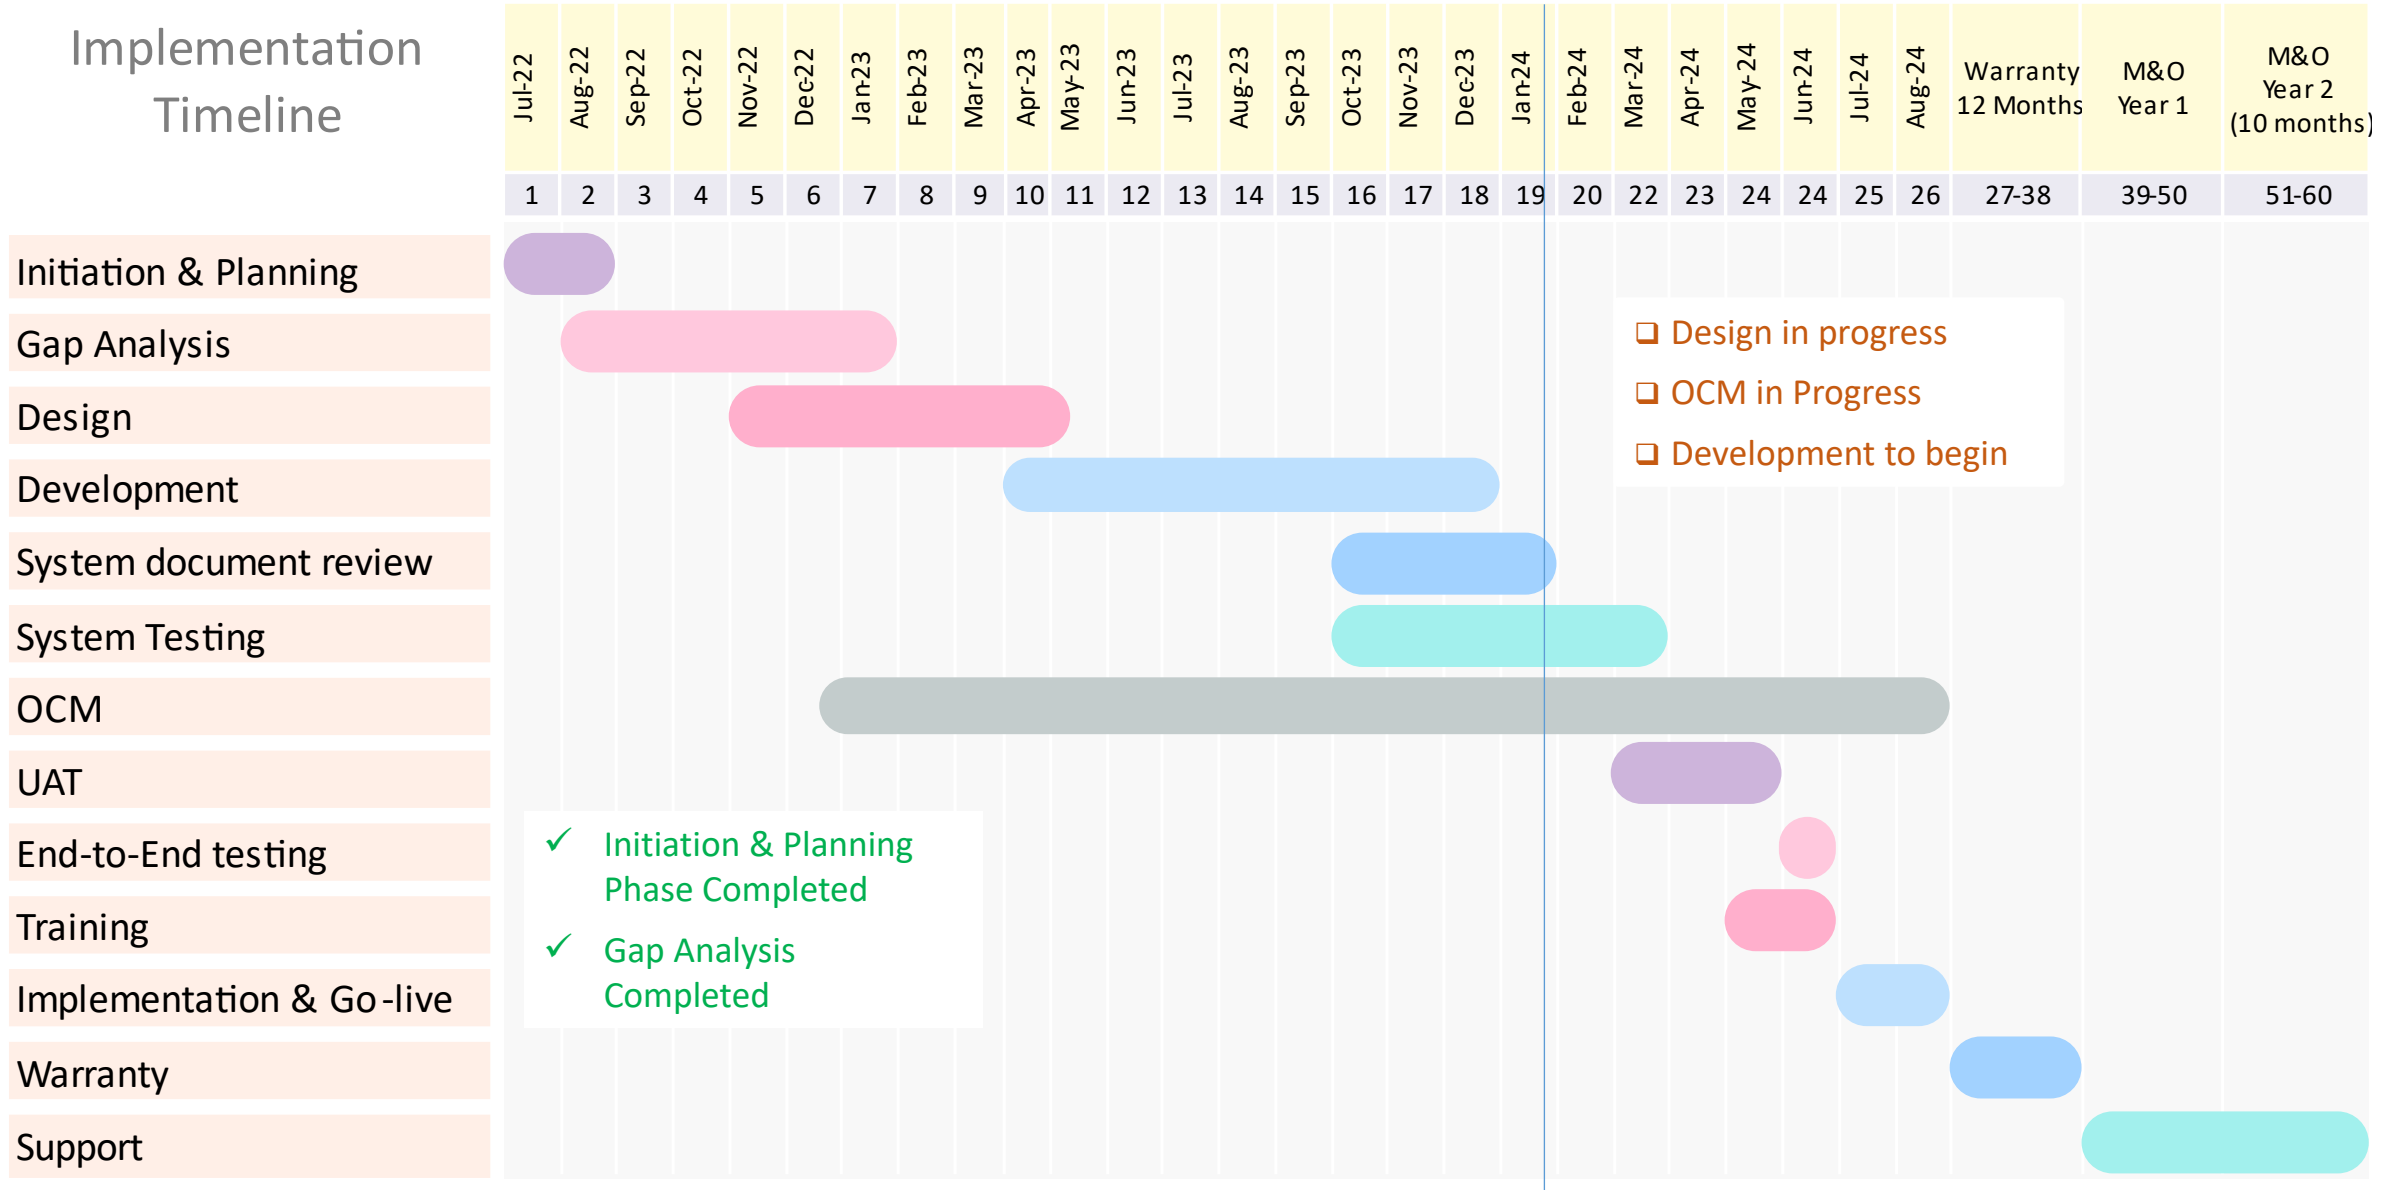 Implementation
Timeline
Jul-22
Aug-22
Sep-22
Oct-22
Nov-22
Dec-22
Jan-23
Feb-23
Mar-23
Apr-23
May-23
Jun-23
Jul-23
Aug-23
Sep-23
Oct-23
Nov-23
Dec-23
Jan-24
Feb-24
Mar-24
Apr-24
May-24
Jun-24
Jul-24
Aug-24
Warranty
12 Months
M&O
Year 1
M&O
Year 2
(10 months)
1 2 3 4 5 6 7 8 9 10 11 12 13 14 15 16 17 18 19 20 22 23 24 24 25 26 27-38 39-50 51-60
Initiation & Planning
Gap Analysis
Design
Development
System document review
System Testing
OCM
UAT
End-to-End testing
Training
Implementation & Go-live
Warranty
Support
❑ Design in progress
❑ OCM in Progress
❑ Development to begin
✓ Initiation & Planning
Phase Completed
✓ Gap Analysis
Completed